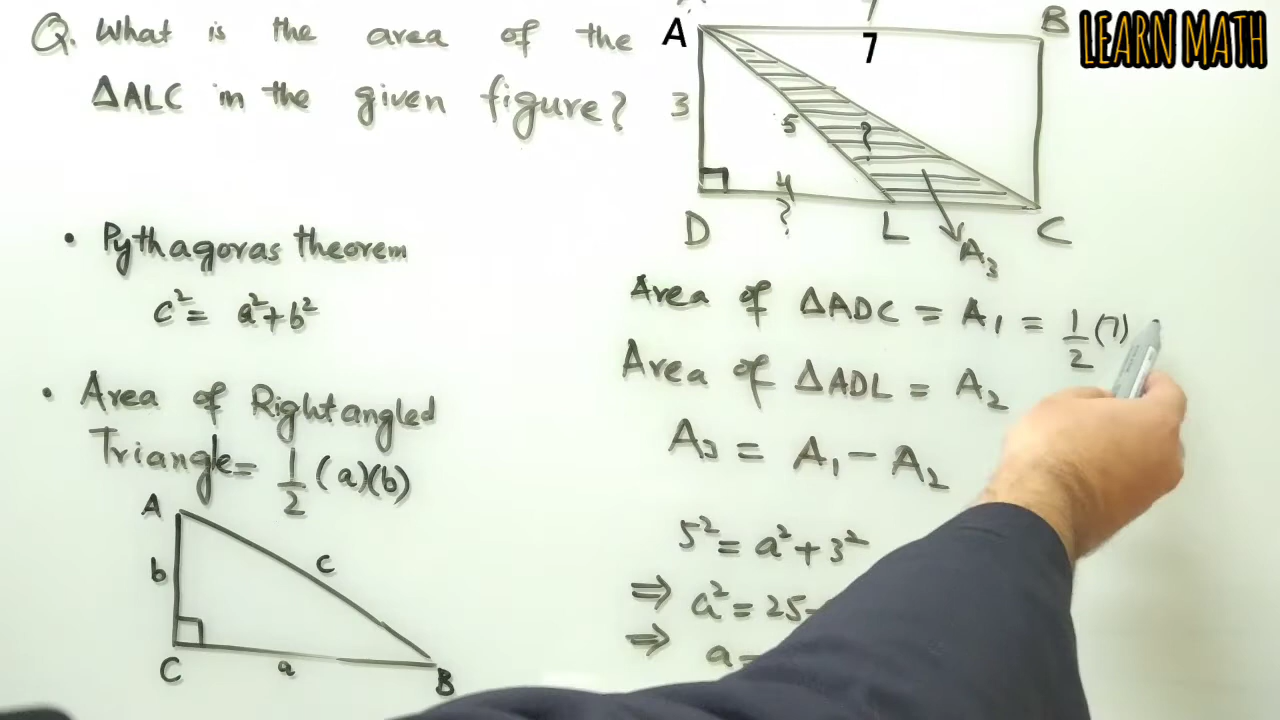 Q. What is the area of the
ΔALC in the given figure?
• Pythagoras theorem
c² = a²+b²
• Area of Rightangled
Triangle = 1/2 (a)(b)
A
b
c
C
a
B
LEARN MATH
A
7
B
3
5
?
4
?
D
L
C
A₃
Area of ΔADC = A₁ = 1/2 (7)
Area of ΔADL = A₂
A₃ = A₁ - A₂
5² = a² + 3²
⇒ a² = 25-
⇒ a=